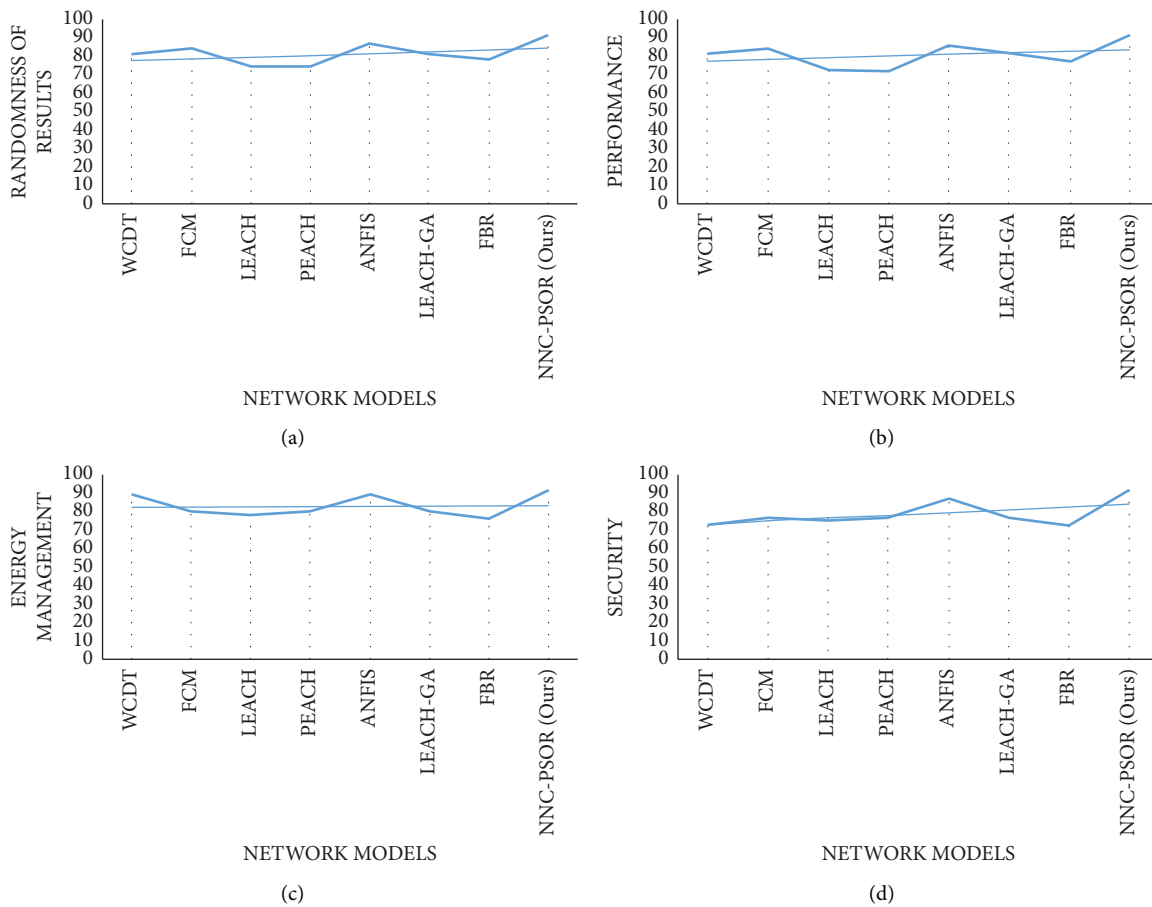 RANDOMNESS OF
RESULTS
100
90
80
70
60
50
40
30
20
10
0
WCDT
FCM
LEACH
PEACH
ANFIS
LEACH-GA
FBR
NNC-PSOR (Ours)
NETWORK MODELS
(a)
PERFORMANCE
100
90
80
70
60
50
40
30
20
10
0
WCDT
FCM
LEACH
PEACH
ANFIS
LEACH-GA
FBR
NNC-PSOR (Ours)
NETWORK MODELS
(b)
ENERGY
MANAGEMENT
100
90
80
70
60
50
40
30
20
10
0
WCDT
FCM
LEACH
PEACH
ANFIS
LEACH-GA
FBR
NNC-PSOR (Ours)
NETWORK MODELS
(c)
SECURITY
100
90
80
70
60
50
40
30
20
10
0
WCDT
FCM
LEACH
PEACH
ANFIS
LEACH-GA
FBR
NNC-PSOR (Ours)
NETWORK MODELS
(d)